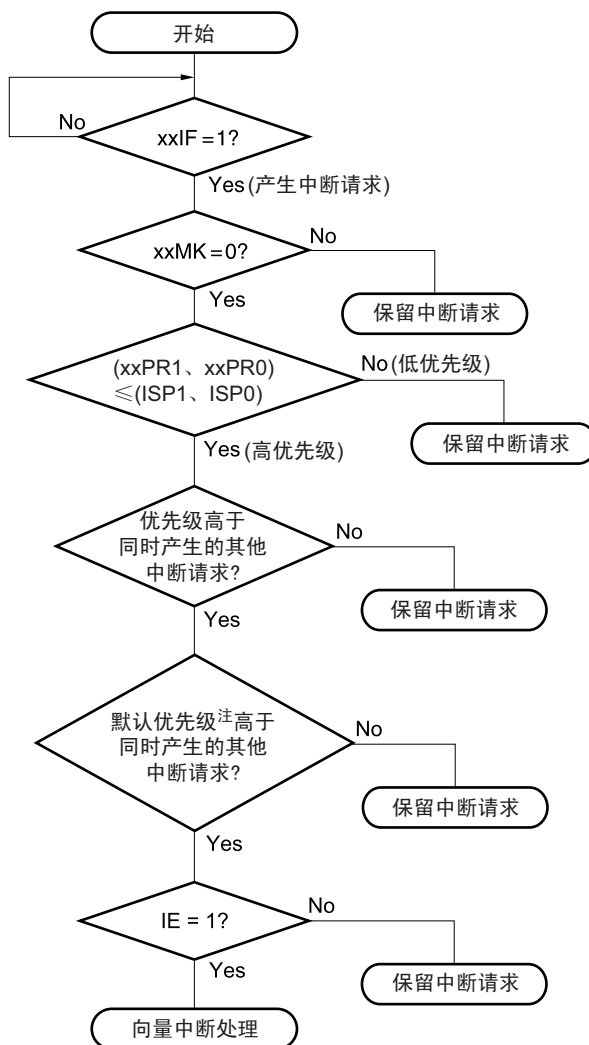 开始
No
xxIF=1?
Yes(产生中断请求)
xxMK=0?
No
Yes
保留中断请求
(xxPR1、xxPR0)
≤(ISP1、ISP0)
No(低优先级)
Yes(高优先级)
保留中断请求
优先级高于
同时产生的其他
中断请求?
No
Yes
保留中断请求
默认优先级注高于
同时产生的其他
中断请求?
No
Yes
保留中断请求
IE = 1?
No
Yes
保留中断请求
向量中断处理